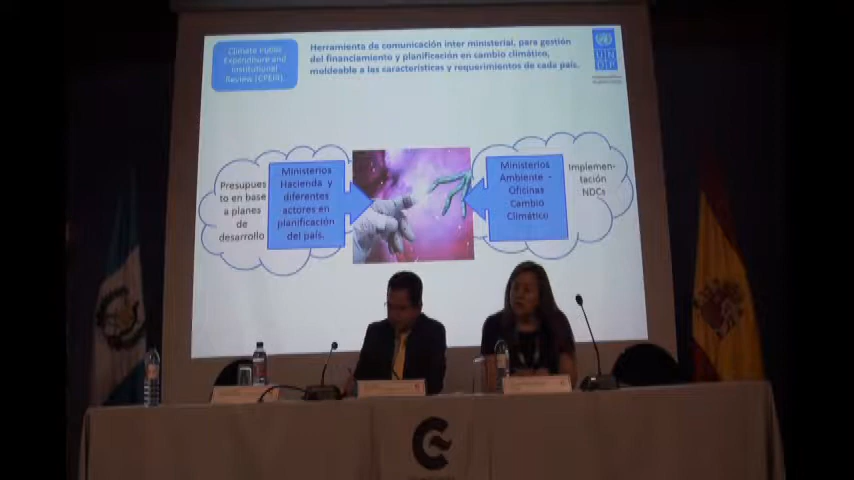 Climate Public
Expenditure and
Institutional
Review (CPEIR)
Herramienta de comunicación inter ministerial, para gestión
del financiamiento y planificación en cambio climático,
moldeable a las características y requerimientos de cada país.
U N
D P
Presupues
to en base
a planes
de
desarrollo
Ministerios
Hacienda y
diferentes
actores en
planificación
del país.
Ministerios
Ambiente -
Oficinas
Cambio
Climático
Implemen-
tación
NDCs